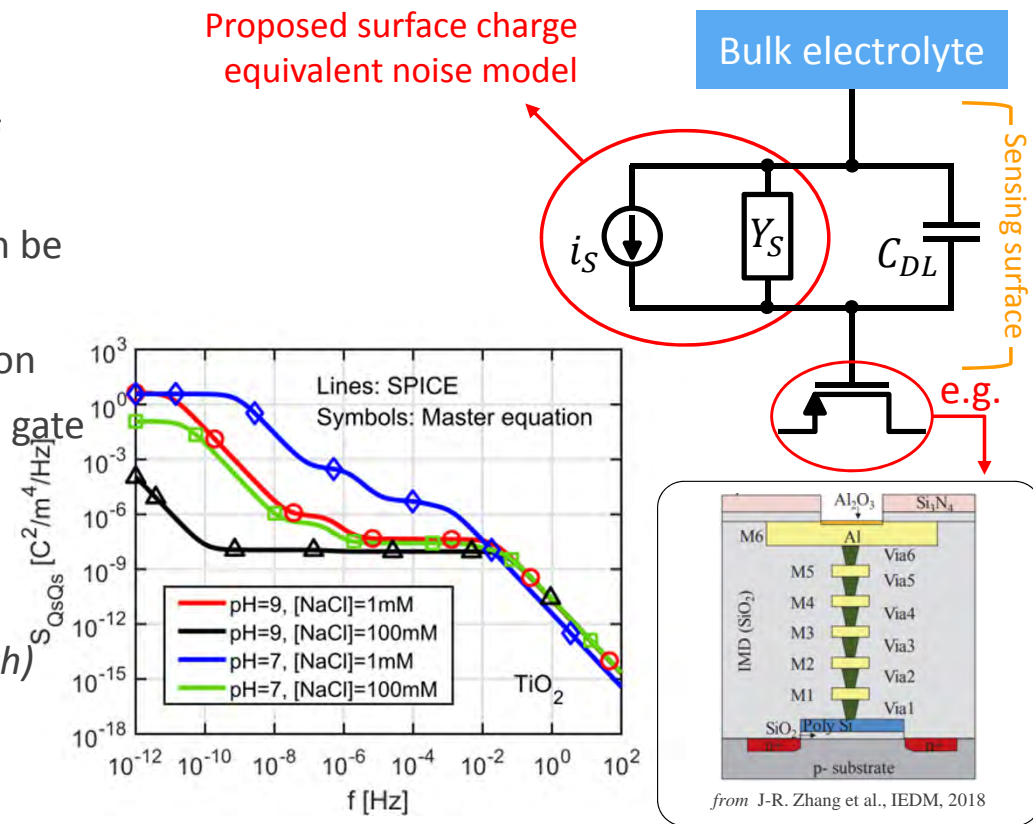 Proposed surface charge
equivalent noise model
Bulk electrolyte
n be
on
gate
h)
i_S
Y_S
C_DL
Sensing surface
e.g.
S_QsQs [C^2/m^4/Hz]
10^3
10^0
10^-3
10^-6
10^-9
10^-12
10^-15
10^-18
Lines: SPICE
Symbols: Master equation
pH=9, [NaCl]=1mM
pH=9, [NaCl]=100mM
pH=7, [NaCl]=1mM
pH=7, [NaCl]=100mM
TiO_2
10^-12 10^-10 10^-8 10^-6 10^-4 10^-2 10^0 10^2
f [Hz]
Al_2O_3
Si_3N_4
M6
Al
Via6
M5
Via5
M4
Via4
M3
Via3
M2
Via2
M1
Via1
IMD (SiO_2)
SiO_2
Poly Si
n+
n+
p- substrate
from J-R. Zhang et al., IEDM, 2018